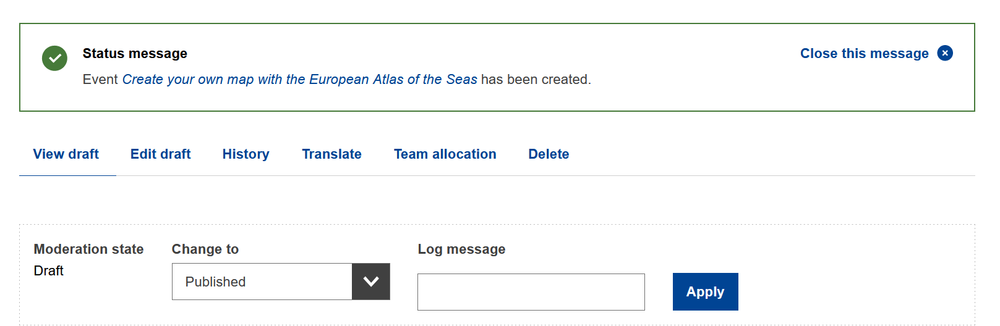 Status message
Close this message
Event Create your own map with the European Atlas of the Seas has been created.
View draft Edit draft History Translate Team allocation Delete
Moderation state Change to Log message
Draft
Published
Apply